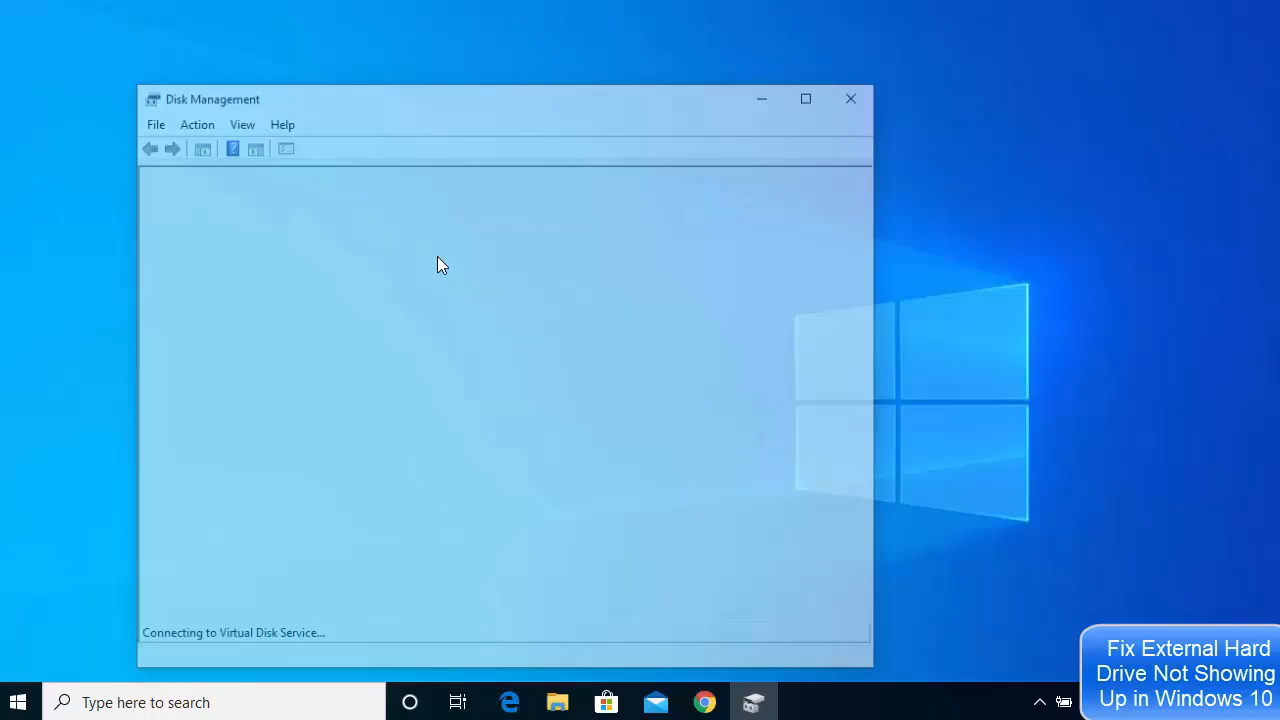 Disk Management
File Action View Help
Connecting to Virtual Disk Service...
Fix External Hard
Drive Not Showing
Up in Windows 10
Type here to search